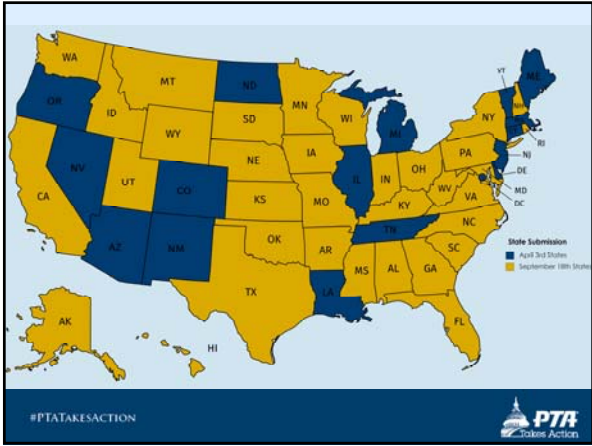 WA
MT
ND
MN
VT
ME
OR
ID
SD
WI
MI
NY
NH
WY
RI
IA
PA
NJ
NE
NV
IL
IN
OH
DE
UT
CO
WV
MD
CA
KS
MO
VA
DC
KY
NC
TN
AZ
NM
OK
AR
SC
State Submission
April 3rd States
September 18th States
MS
AL
GA
TX
LA
FL
AK
HI
#PTATAKESACTION
PTA
Takes Action